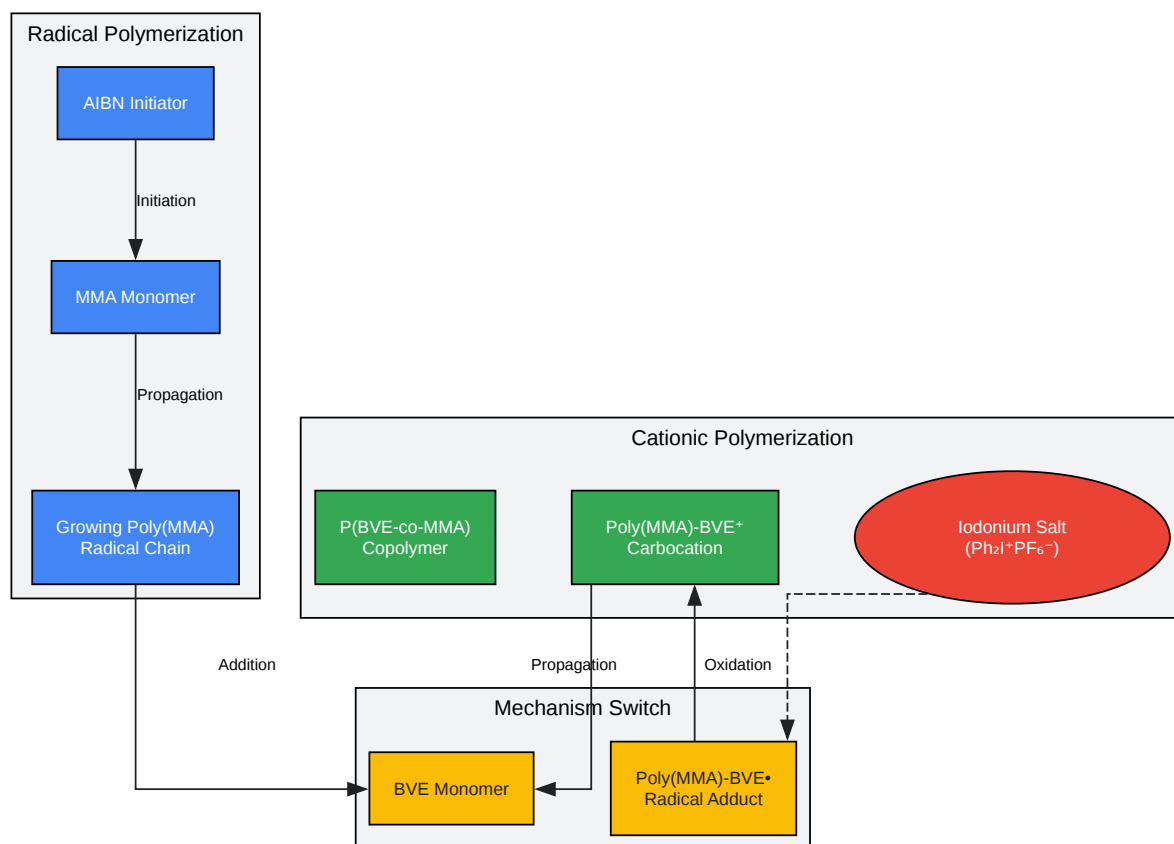 Radical Polymerization
AIBN Initiator
Initiation
MMA Monomer
Propagation
Growing Poly(MMA)
Radical Chain
Cationic Polymerization
P(BVE-co-MMA)
Copolymer
Poly(MMA)-BVE⁺
Carbocation
Iodonium Salt
(Ph₂I⁺PF₆⁻)
Addition
Propagation
Oxidation
Mechanism Switch
BVE Monomer
Poly(MMA)-BVE•
Radical Adduct